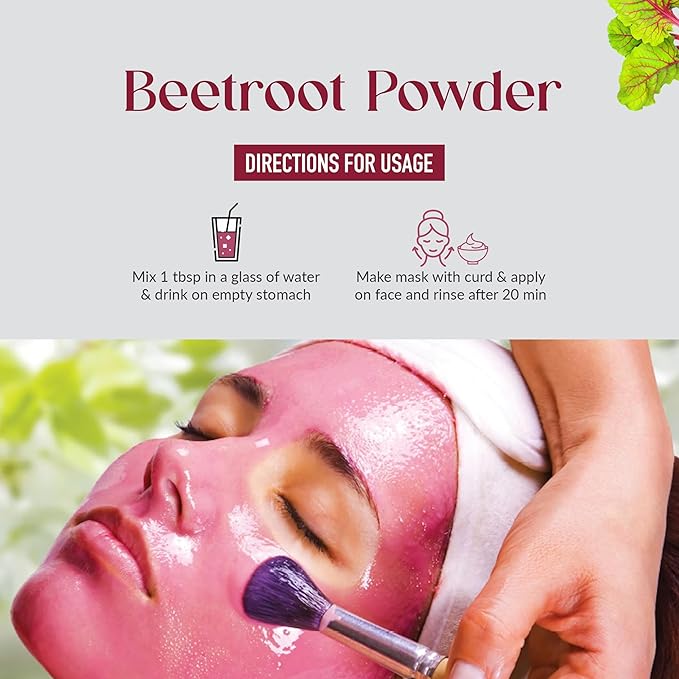 Beetroot Powder
DIRECTIONS FOR USAGE
Mix 1 tbsp in a glass of water
& drink on empty stomach
Make mask with curd & apply
on face and rinse after 20 min